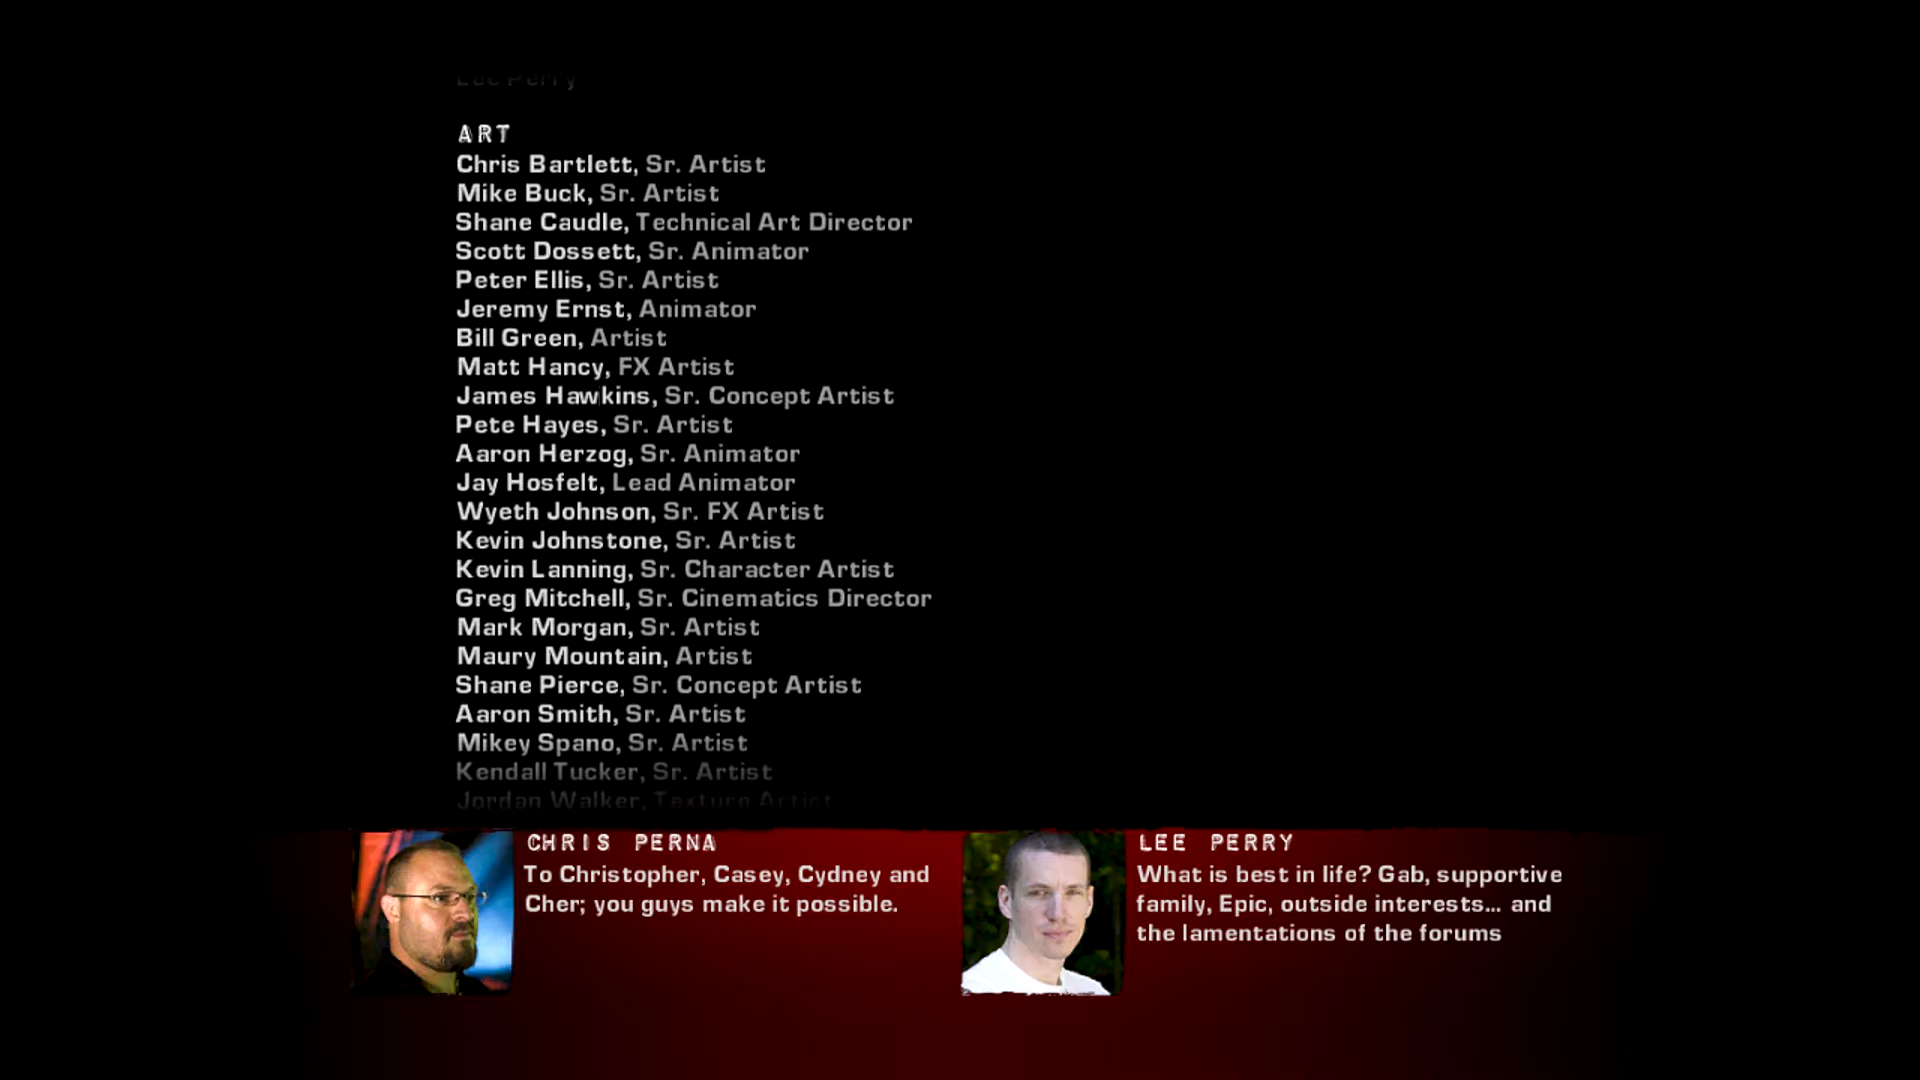 Lee Perry
ART
Chris Bartlett, Sr. Artist
Mike Buck, Sr. Artist
Shane Caudle, Technical Art Director
Scott Dossett, Sr. Animator
Peter Ellis, Sr. Artist
Jeremy Ernst, Animator
Bill Green, Artist
Matt Hancy, FX Artist
James Hawkins, Sr. Concept Artist
Pete Hayes, Sr. Artist
Aaron Herzog, Sr. Animator
Jay Hosfelt, Lead Animator
Wyeth Johnson, Sr. FX Artist
Kevin Johnstone, Sr. Artist
Kevin Lanning, Sr. Character Artist
Greg Mitchell, Sr. Cinematics Director
Mark Morgan, Sr. Artist
Maury Mountain, Artist
Shane Pierce, Sr. Concept Artist
Aaron Smith, Sr. Artist
Mikey Spano, Sr. Artist
Kendall Tucker, Sr. Artist
Jordan Walker, Texture Artist
CHRIS PERNA
To Christopher, Casey, Cydney and
Cher; you guys make it possible.
LEE PERRY
What is best in life? Gab, supportive
family, Epic, outside interests... and
the lamentations of the forums